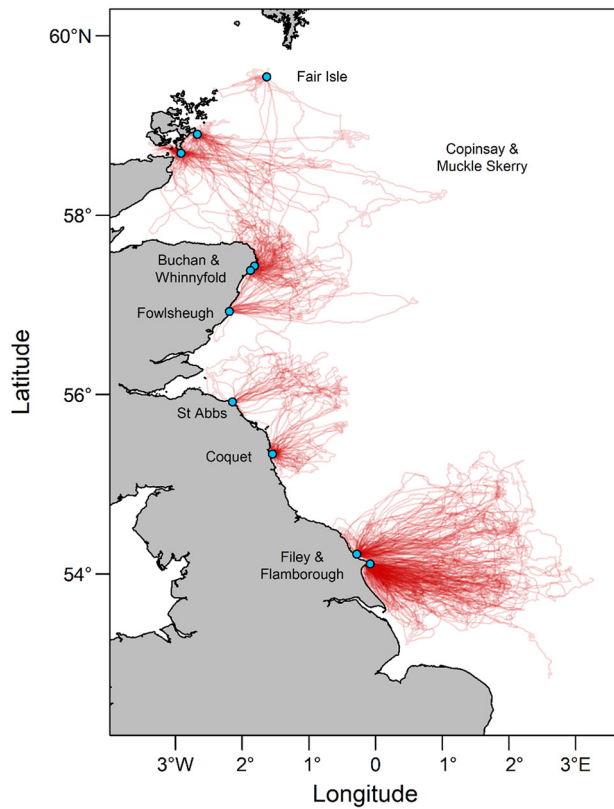 60°N
Fair Isle
Copinsay &
Muckle Skerry
58°
Buchan &
Whinnyfold
Fowlsheugh
56°
St Abbs
Coquet
Filey &
Flamborough
54°
Latitude
3°W 2° 1° 0 1° 2° 3°E
Longitude